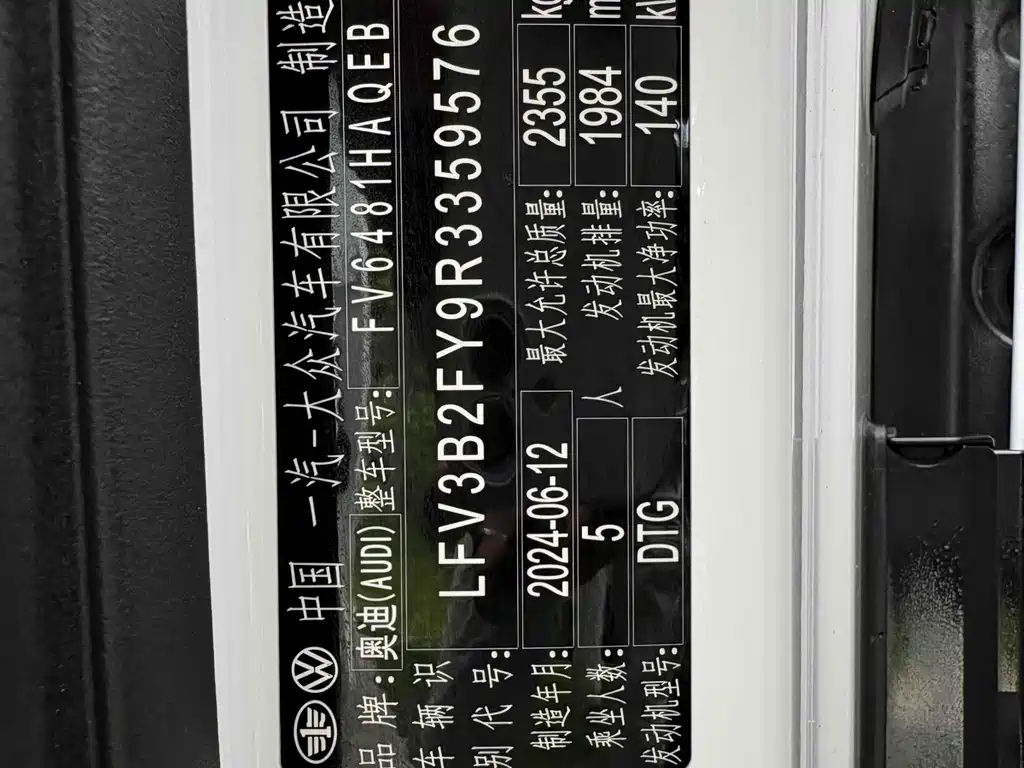 中国 一汽-大众汽车有限公司 制造
品牌: 奥迪(AUDI) 整车型号: FV6481HAQEB
车辆识别代号: LFV3B2FY9R3359576
制造年月: 2024-06-12 最大允许总质量: 2355 kg
乘坐人数: 5 人 发动机排量: 1984 m
发动机型号: DTG 发动机最大净功率: 140 kW